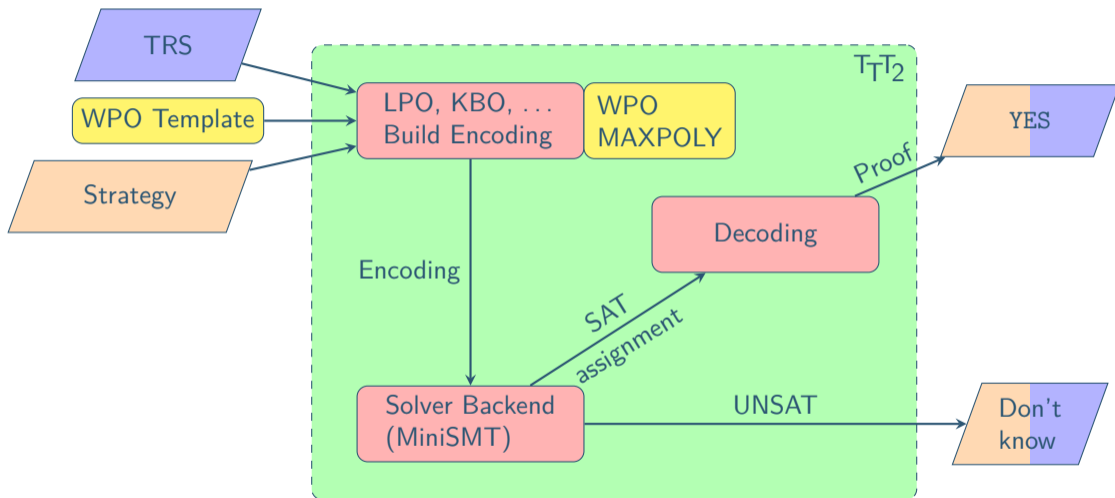 TRS
TTT2
WPO Template
LPO, KBO, ...
Build Encoding
WPO
MAXPOLY
YES
Strategy
Proof
Decoding
Encoding
SAT
assignment
Solver Backend
(MiniSMT)
UNSAT
Don't
know